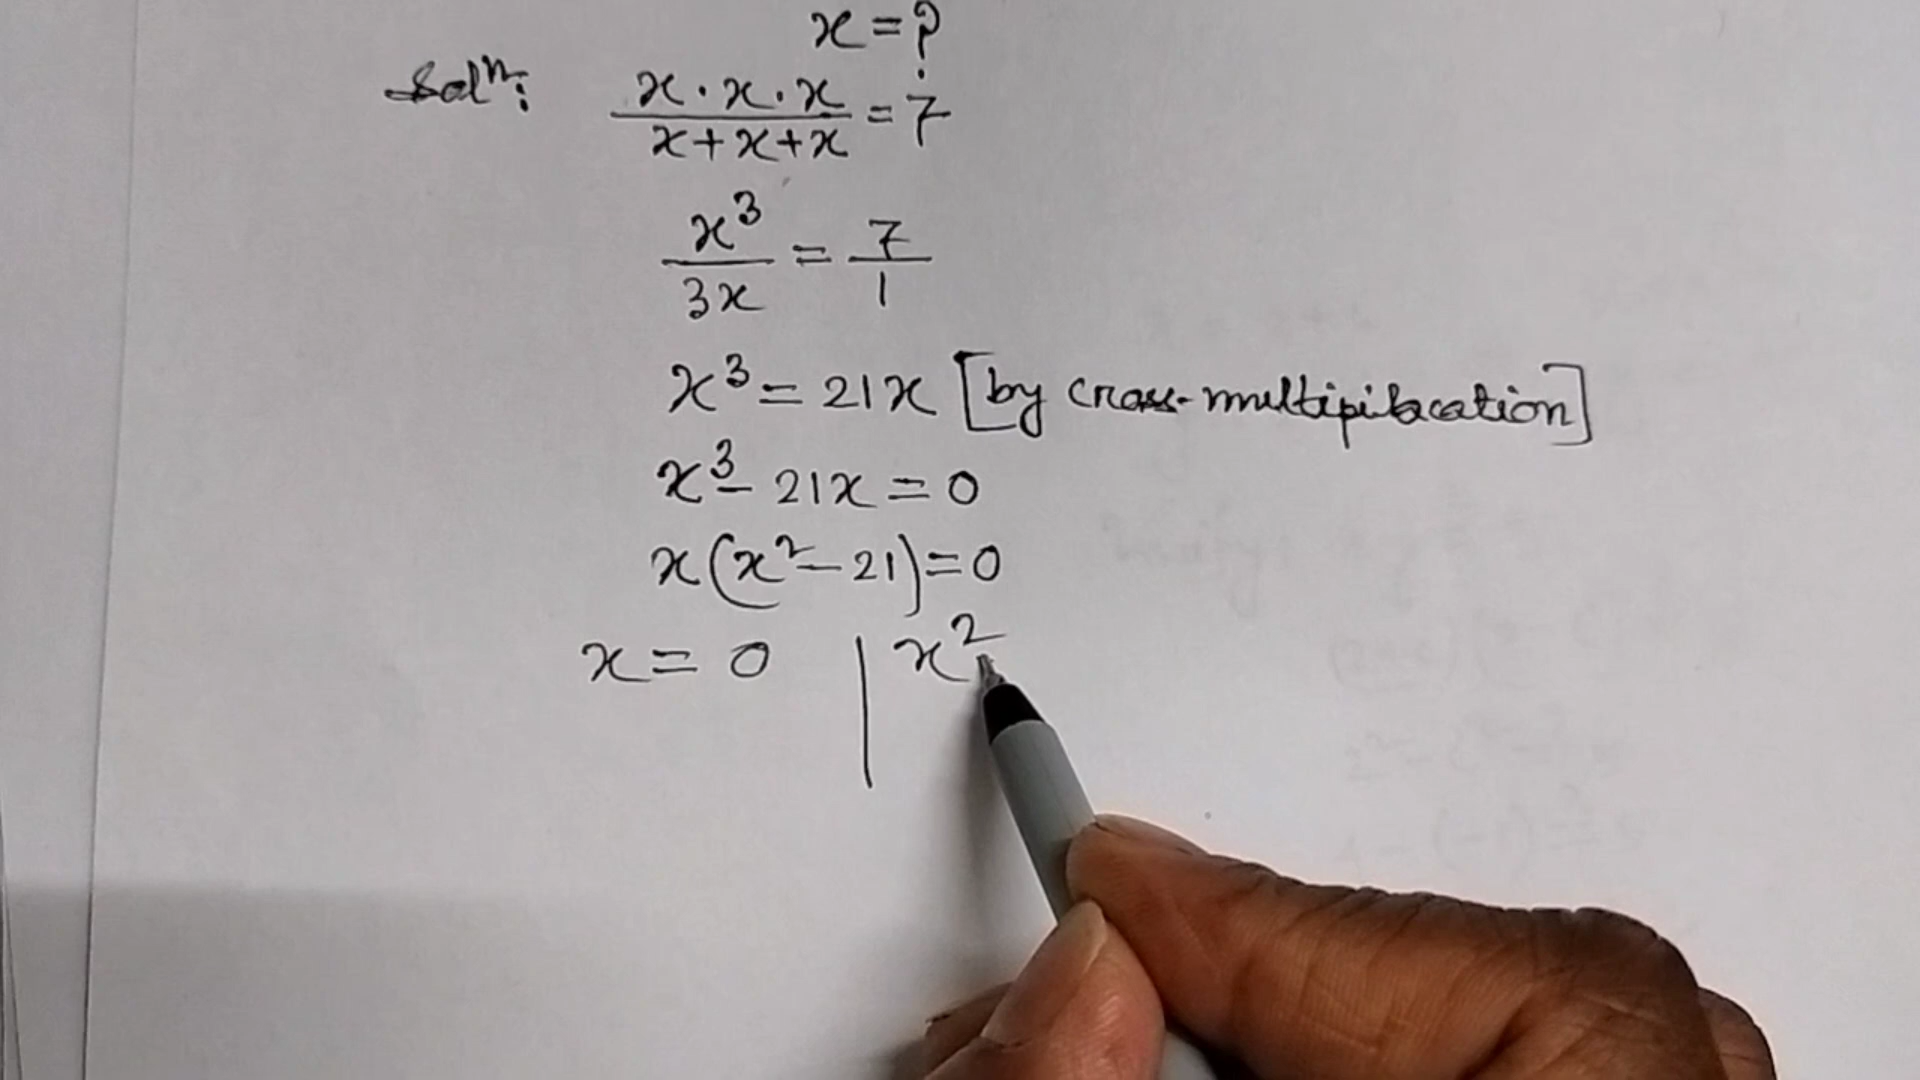 x = ?
Solⁿ: x·x·x / x+x+x = 7
x³ / 3x = 7 / 1
x³ = 21x [by cross-multipilacation]
x³ - 21x = 0
x(x² - 21) = 0
x = 0 | x²